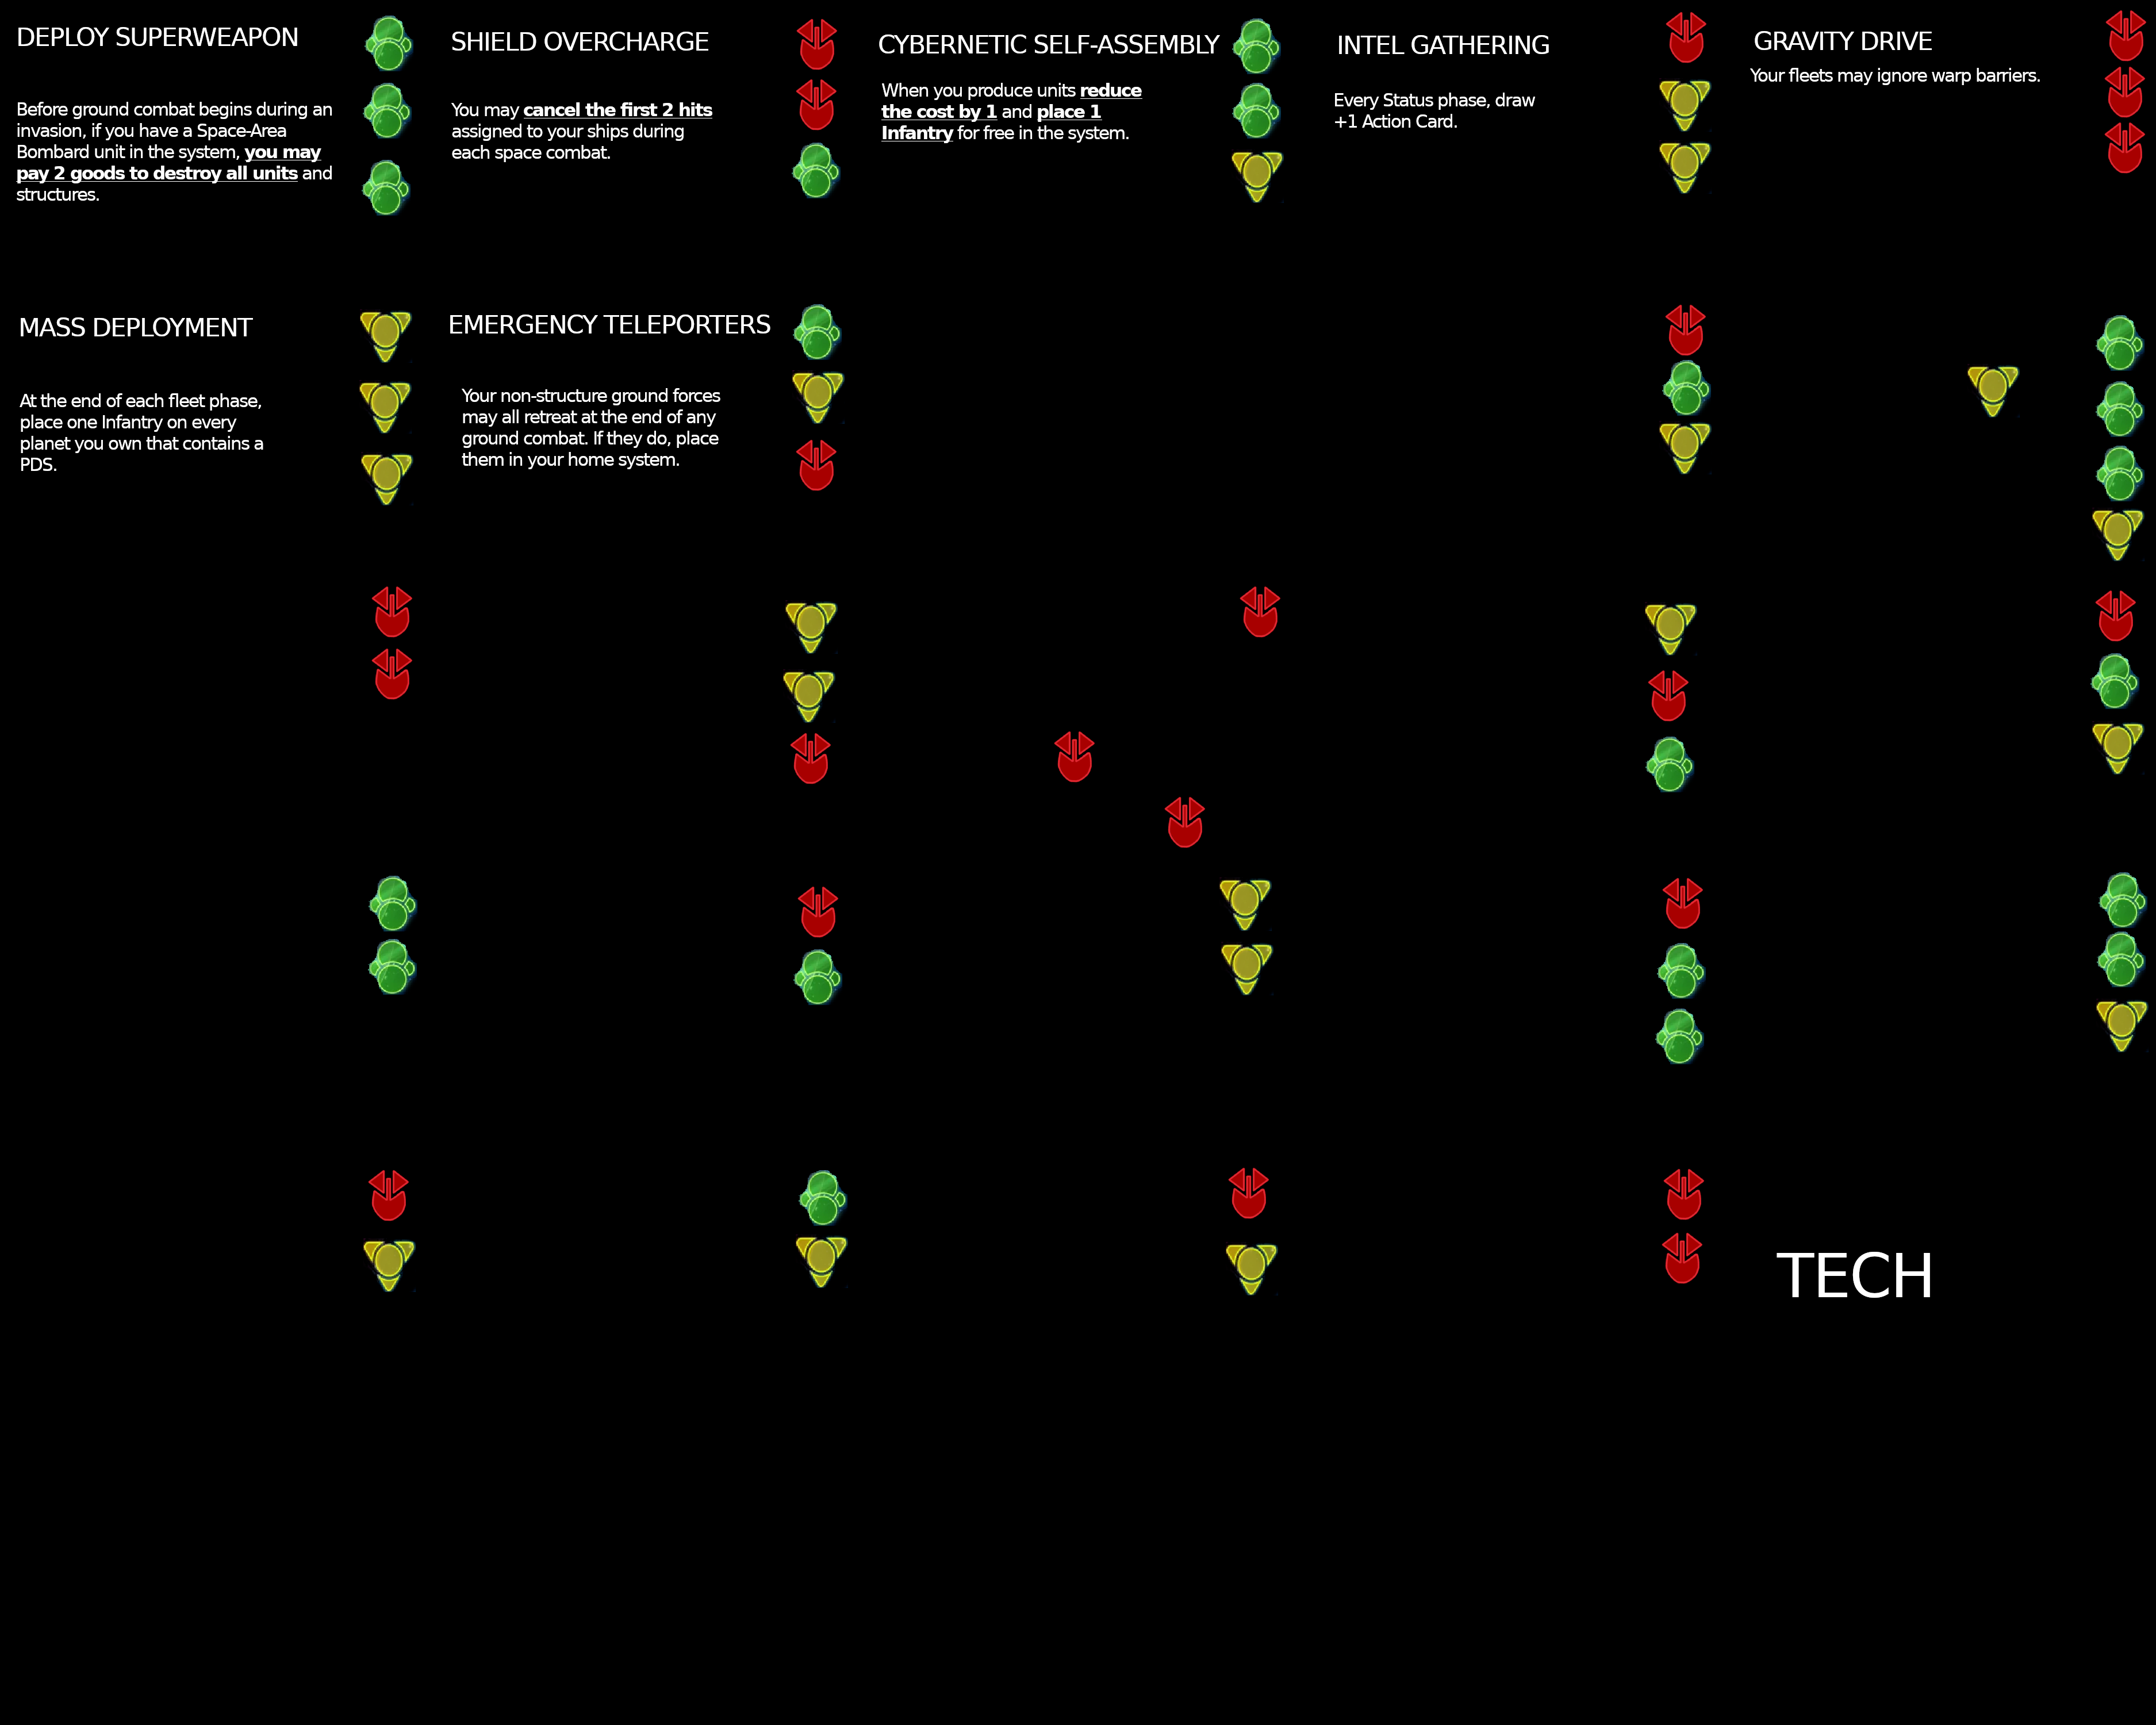 DEPLOY SUPERWEAPON
Before ground combat begins during an
invasion, if you have a Space-Area
Bombard unit in the system, you may
pay 2 goods to destroy all units and
structures.
SHIELD OVERCHARGE
You may cancel the first 2 hits
assigned to your ships during
each space combat.
CYBERNETIC SELF-ASSEMBLY
When you produce units reduce
the cost by 1 and place 1
Infantry for free in the system.
INTEL GATHERING
Every Status phase, draw
+1 Action Card.
GRAVITY DRIVE
Your fleets may ignore warp barriers.
MASS DEPLOYMENT
At the end of each fleet phase,
place one Infantry on every
planet you own that contains a
PDS.
EMERGENCY TELEPORTERS
Your non-structure ground forces
may all retreat at the end of any
ground combat. If they do, place
them in your home system.
TECH